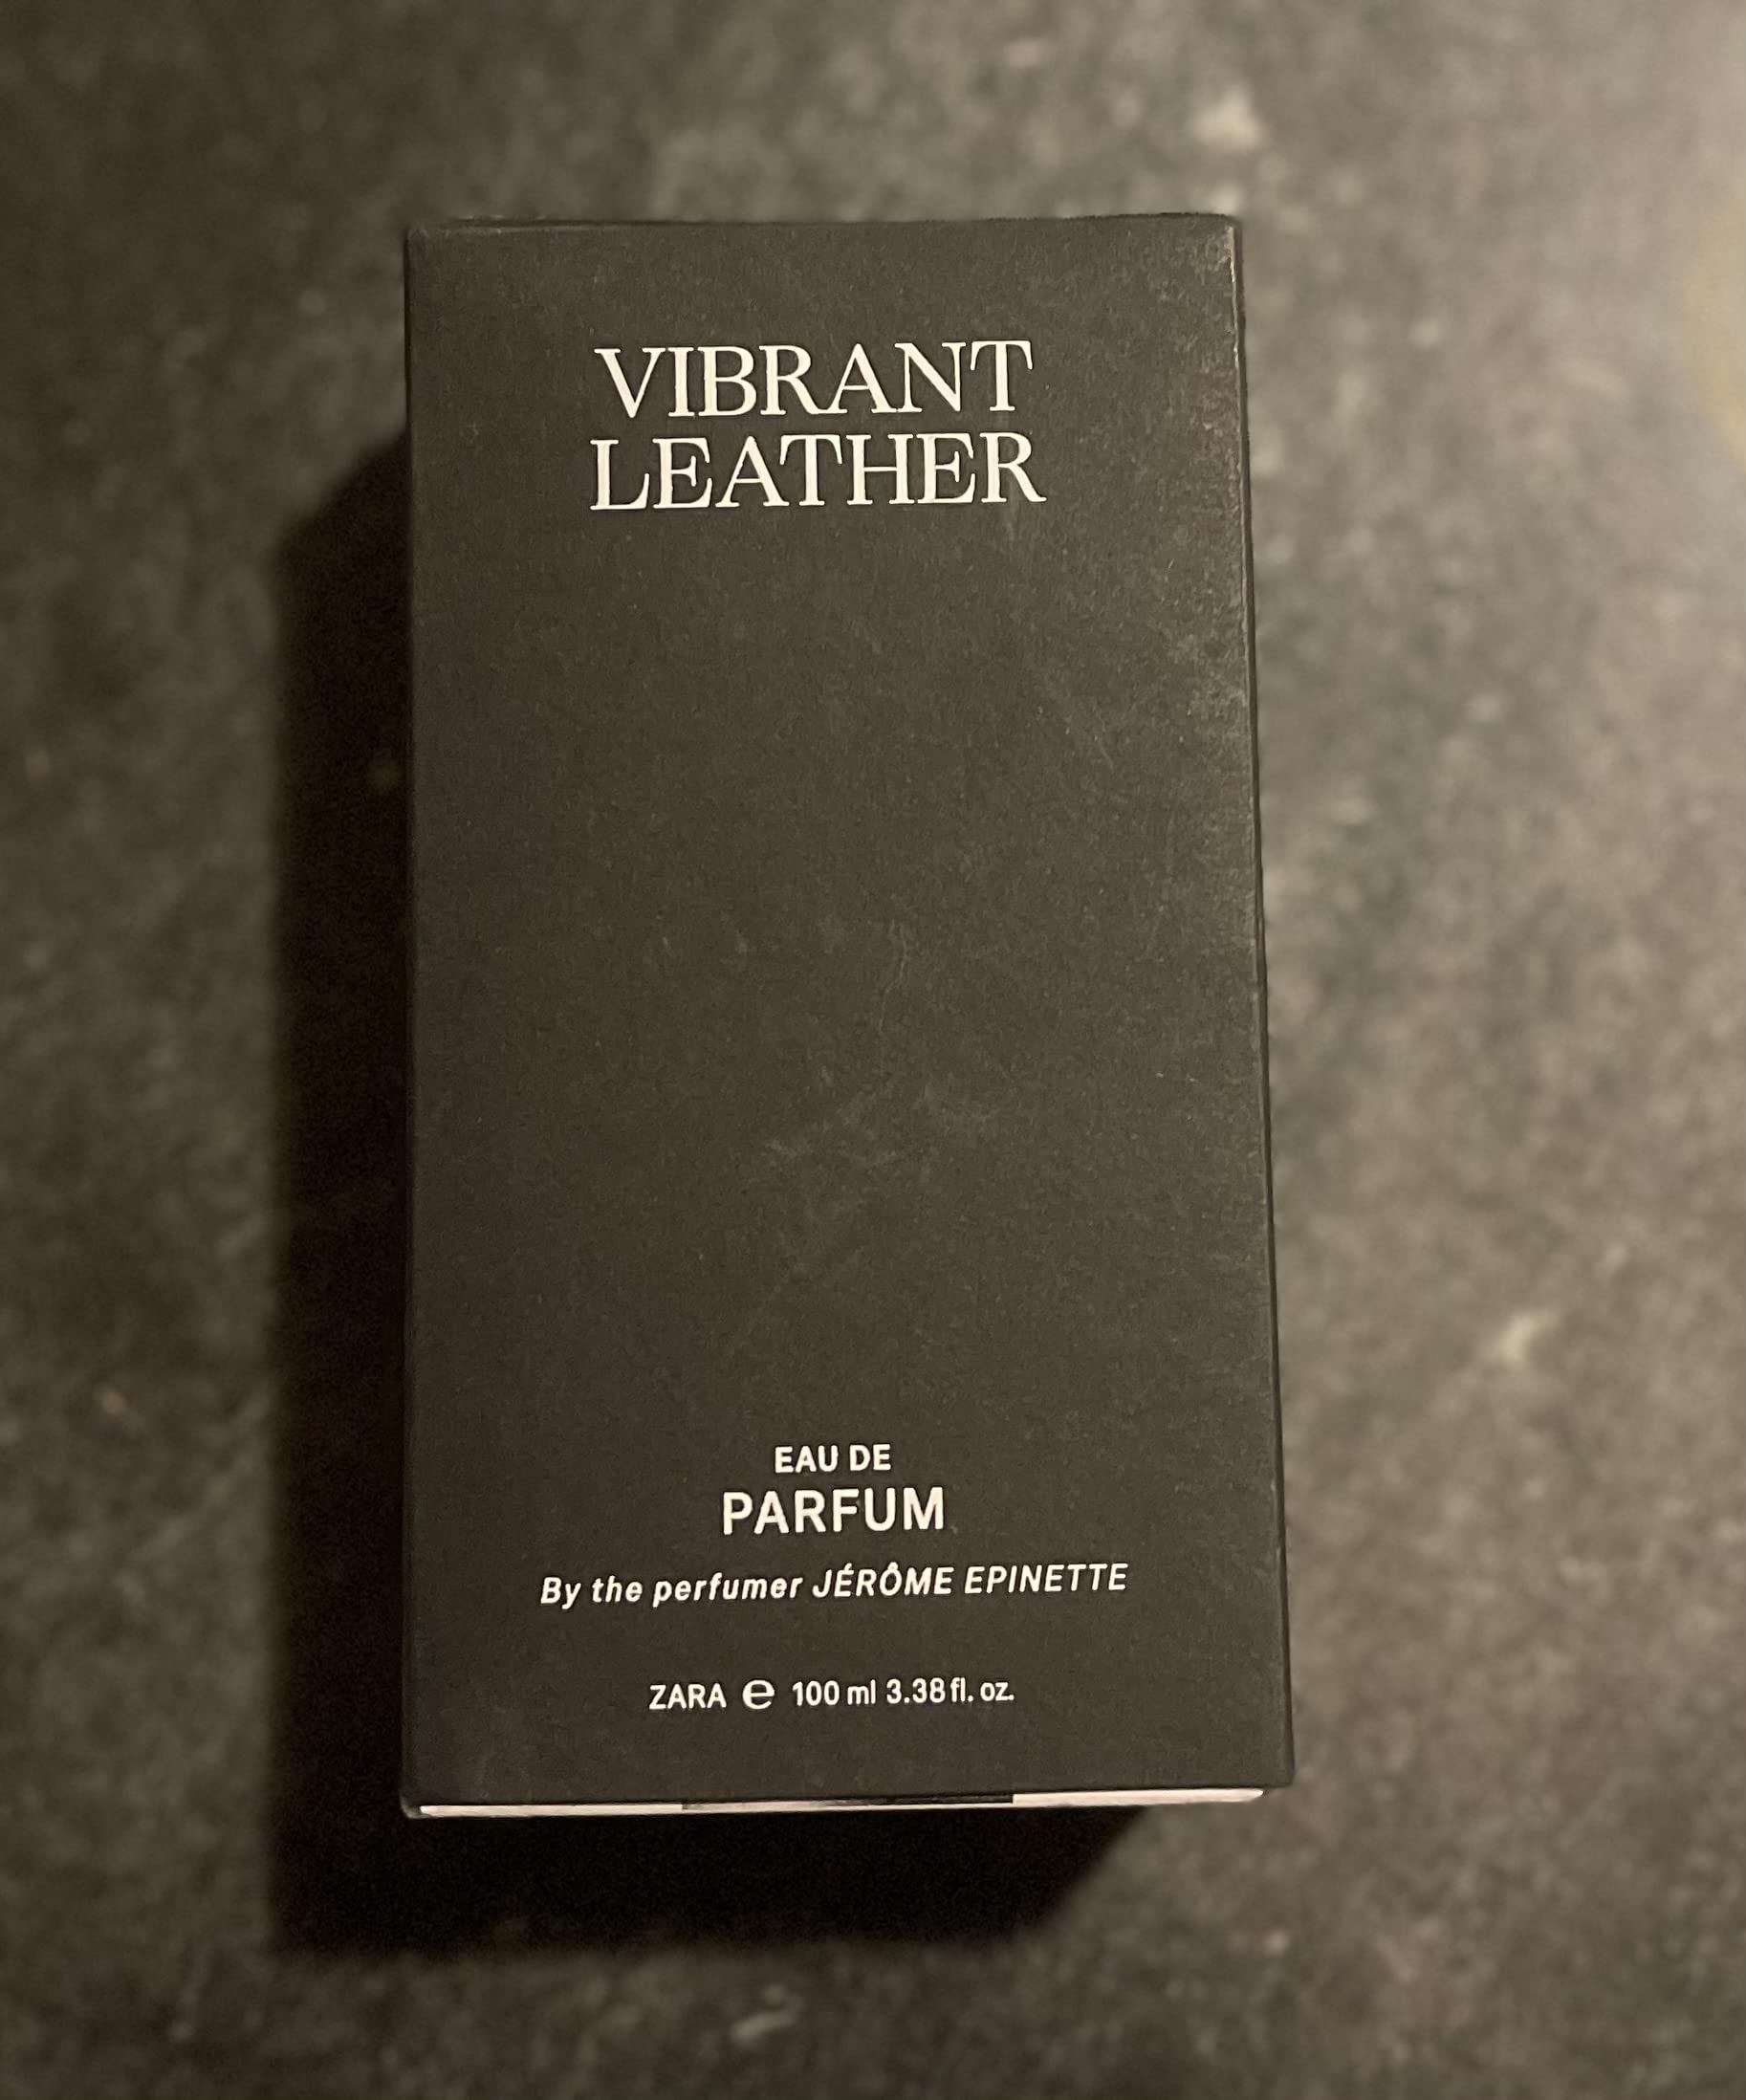 VIBRANT
LEATHER
EAU DE
PARFUM
By the perfumer JÉRÔME EPINETTE
ZARA ℮ 100 ml 3.38 fl. oz.